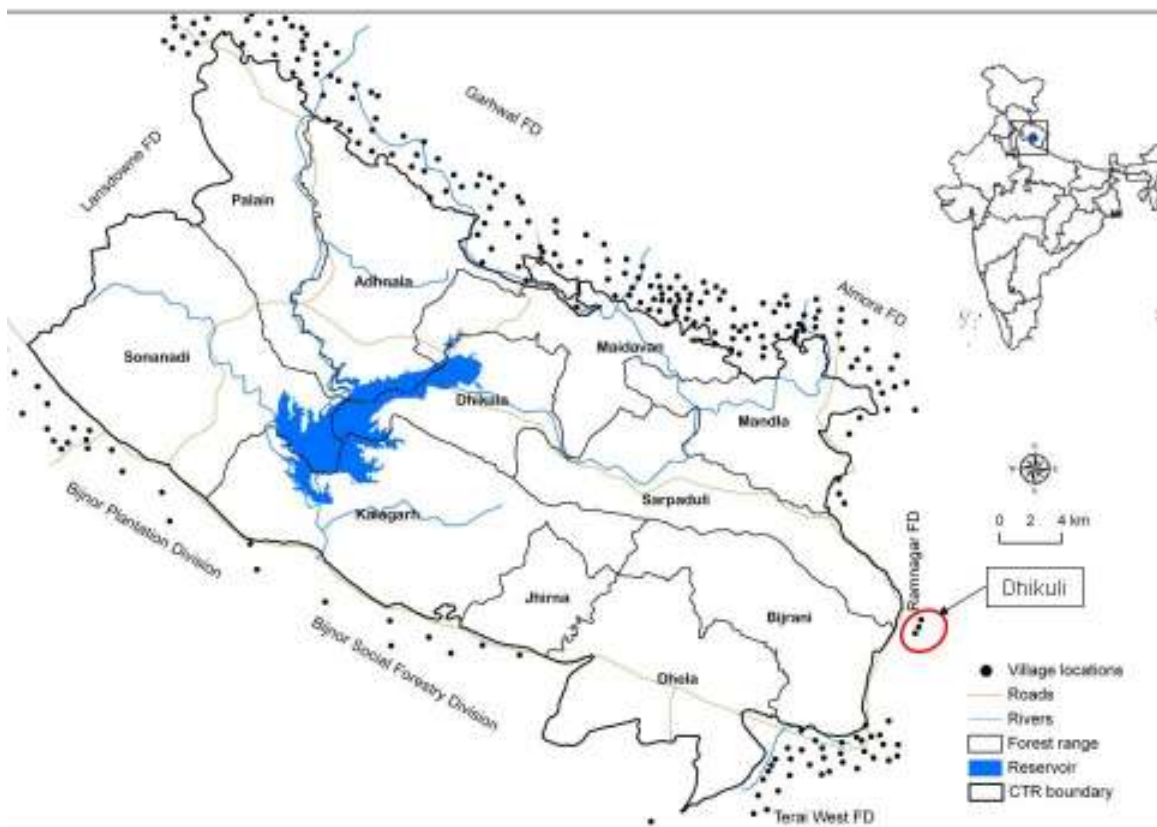 Garhwal FD
Lansdowne FD
Palain
Adhnala
Almora FD
Sonanadi
Maidavan
Dhikula
Mandla
Sarpaduli
Kalagarh
Bijnor Plantation Division
0 2 4 km
Ramnagar FD
Dhikuli
Jhirna
Bijrani
Bijnor Social Forestry Division
Dhela
Village locations
Roads
Rivers
Forest range
Reservoir
CTR boundary
Terai West FD